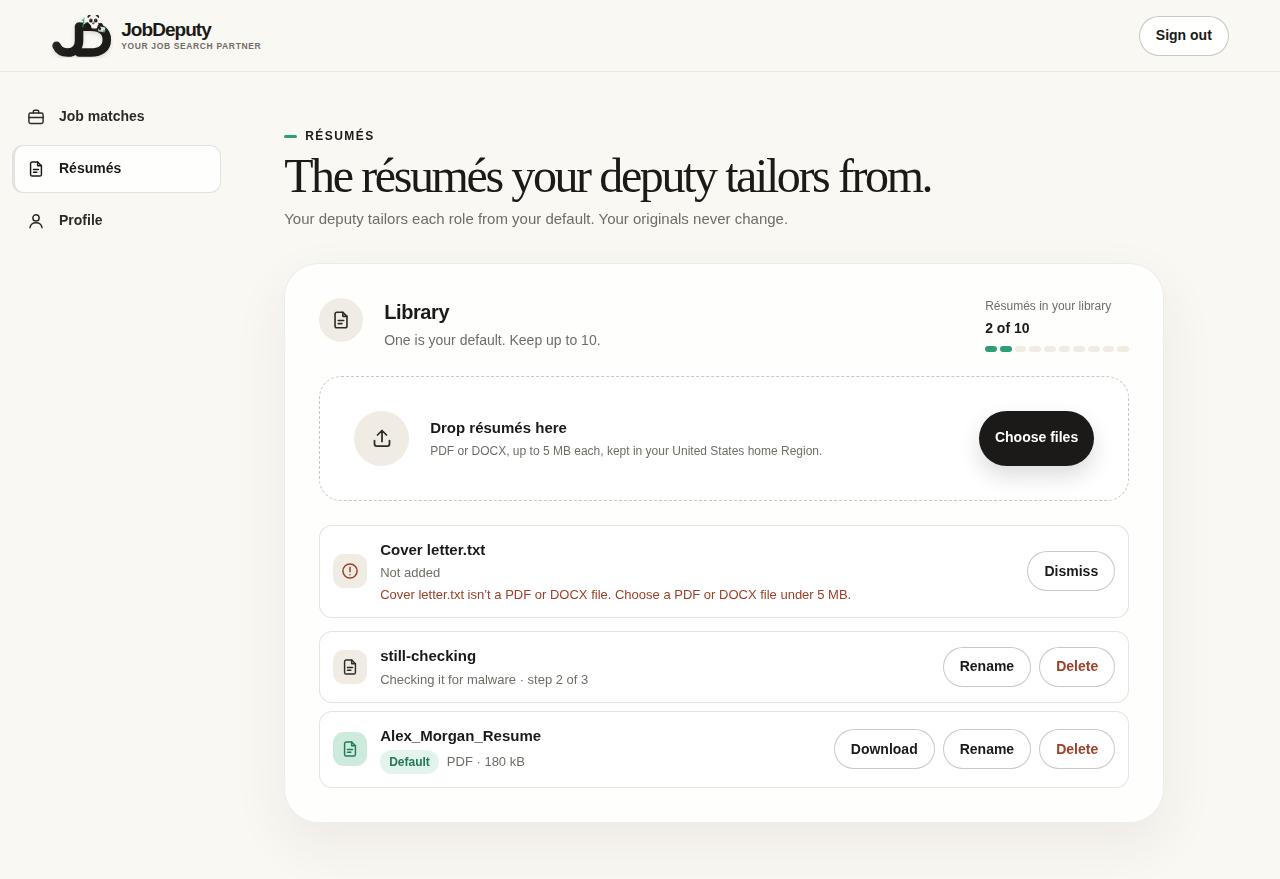 JobDeputy
YOUR JOB SEARCH PARTNER
Sign out
Job matches
Résumés
Profile
RÉSUMÉS
The résumés your deputy tailors from.
Your deputy tailors each role from your default. Your originals never change.
Library
One is your default. Keep up to 10.
Résumés in your library
2 of 10
Drop résumés here
PDF or DOCX, up to 5 MB each, kept in your United States home Region.
Choose files
Cover letter.txt
Not added
Cover letter.txt isn’t a PDF or DOCX file. Choose a PDF or DOCX file under 5 MB.
Dismiss
still-checking
Checking it for malware · step 2 of 3
Rename
Delete
Alex_Morgan_Resume
Default PDF · 180 kB
Download
Rename
Delete